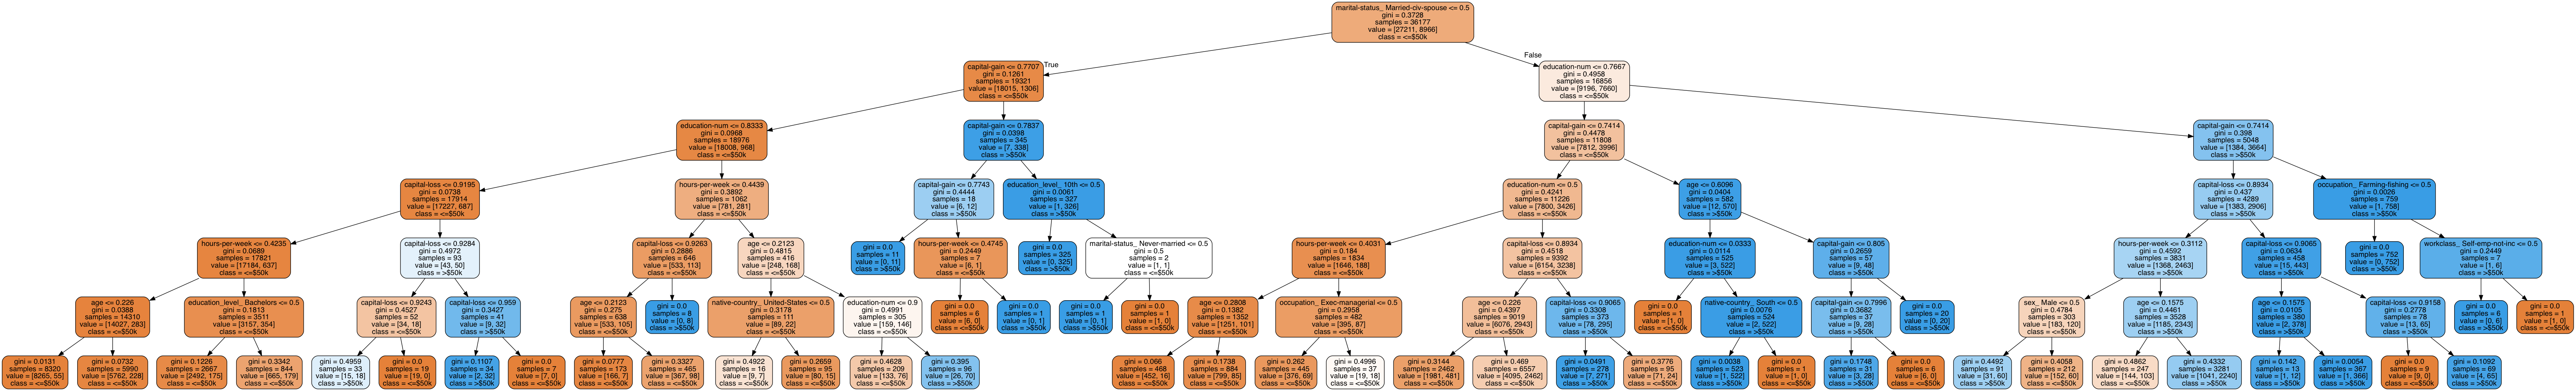 marital-status_ Married-civ-spouse <= 0.5
gini = 0.3728
samples = 36177
value = [27211, 8966]
class = <=$50k
True
False
capital-gain <= 0.7707
gini = 0.1261
samples = 19321
value = [18015, 1306]
class = <=$50k
education-num <= 0.7667
gini = 0.4958
samples = 16856
value = [9196, 7660]
class = <=$50k
education-num <= 0.8333
gini = 0.0968
samples = 18976
value = [18008, 968]
class = <=$50k
capital-gain <= 0.7837
gini = 0.0398
samples = 345
value = [7, 338]
class = >$50k
capital-gain <= 0.7414
gini = 0.4478
samples = 11808
value = [7812, 3996]
class = <=$50k
capital-gain <= 0.7414
gini = 0.398
samples = 5048
value = [1384, 3664]
class = >$50k
capital-loss <= 0.9195
gini = 0.0738
samples = 17914
value = [17227, 687]
class = <=$50k
hours-per-week <= 0.4439
gini = 0.3892
samples = 1062
value = [781, 281]
class = <=$50k
capital-gain <= 0.7743
gini = 0.4444
samples = 18
value = [6, 12]
class = >$50k
education_level_ 10th <= 0.5
gini = 0.0061
samples = 327
value = [1, 326]
class = >$50k
education-num <= 0.5
gini = 0.4241
samples = 11226
value = [7800, 3426]
class = <=$50k
age <= 0.6096
gini = 0.0404
samples = 582
value = [12, 570]
class = >$50k
capital-loss <= 0.8934
gini = 0.437
samples = 4289
value = [1383, 2906]
class = >$50k
occupation_ Farming-fishing <= 0.5
gini = 0.0026
samples = 759
value = [1, 758]
class = >$50k
hours-per-week <= 0.4235
gini = 0.0689
samples = 17821
value = [17184, 637]
class = <=$50k
capital-loss <= 0.9284
gini = 0.4972
samples = 93
value = [43, 50]
class = >$50k
capital-loss <= 0.9263
gini = 0.2886
samples = 646
value = [533, 113]
class = <=$50k
age <= 0.2123
gini = 0.4815
samples = 416
value = [248, 168]
class = <=$50k
gini = 0.0
samples = 11
value = [0, 11]
class = >$50k
hours-per-week <= 0.4745
gini = 0.2449
samples = 7
value = [6, 1]
class = <=$50k
gini = 0.0
samples = 325
value = [0, 325]
class = >$50k
marital-status_ Never-married <= 0.5
gini = 0.5
samples = 2
value = [1, 1]
class = <=$50k
hours-per-week <= 0.4031
gini = 0.184
samples = 1834
value = [1646, 188]
class = <=$50k
capital-loss <= 0.8934
gini = 0.4518
samples = 9392
value = [6154, 3238]
class = <=$50k
education-num <= 0.0333
gini = 0.0114
samples = 525
value = [3, 522]
class = >$50k
capital-gain <= 0.805
gini = 0.2659
samples = 57
value = [9, 48]
class = >$50k
hours-per-week <= 0.3112
gini = 0.4592
samples = 3831
value = [1368, 2463]
class = >$50k
capital-loss <= 0.9065
gini = 0.0634
samples = 458
value = [15, 443]
class = >$50k
gini = 0.0
samples = 752
value = [0, 752]
class = >$50k
workclass_ Self-emp-not-inc <= 0.5
gini = 0.2449
samples = 7
value = [1, 6]
class = >$50k
age <= 0.226
gini = 0.0388
samples = 14310
value = [14027, 283]
class = <=$50k
education_level_ Bachelors <= 0.5
gini = 0.1813
samples = 3511
value = [3157, 354]
class = <=$50k
capital-loss <= 0.9243
gini = 0.4527
samples = 52
value = [34, 18]
class = <=$50k
capital-loss <= 0.959
gini = 0.3427
samples = 41
value = [9, 32]
class = >$50k
age <= 0.2123
gini = 0.275
samples = 638
value = [533, 105]
class = <=$50k
gini = 0.0
samples = 8
value = [0, 8]
class = >$50k
native-country_ United-States <= 0.5
gini = 0.3178
samples = 111
value = [89, 22]
class = <=$50k
education-num <= 0.9
gini = 0.4991
samples = 305
value = [159, 146]
class = <=$50k
gini = 0.0
samples = 6
value = [6, 0]
class = <=$50k
gini = 0.0
samples = 1
value = [0, 1]
class = >$50k
gini = 0.0
samples = 1
value = [0, 1]
class = >$50k
gini = 0.0
samples = 1
value = [1, 0]
class = <=$50k
age <= 0.2808
gini = 0.1382
samples = 1352
value = [1251, 101]
class = <=$50k
occupation_ Exec-managerial <= 0.5
gini = 0.2958
samples = 482
value = [395, 87]
class = <=$50k
age <= 0.226
gini = 0.4397
samples = 9019
value = [6076, 2943]
class = <=$50k
capital-loss <= 0.9065
gini = 0.3308
samples = 373
value = [78, 295]
class = >$50k
gini = 0.0
samples = 1
value = [1, 0]
class = <=$50k
native-country_ South <= 0.5
gini = 0.0076
samples = 524
value = [2, 522]
class = >$50k
capital-gain <= 0.7996
gini = 0.3682
samples = 37
value = [9, 28]
class = >$50k
gini = 0.0
samples = 20
value = [0, 20]
class = >$50k
sex_ Male <= 0.5
gini = 0.4784
samples = 303
value = [183, 120]
class = <=$50k
age <= 0.1575
gini = 0.4461
samples = 3528
value = [1185, 2343]
class = >$50k
age <= 0.1575
gini = 0.0105
samples = 380
value = [2, 378]
class = >$50k
capital-loss <= 0.9158
gini = 0.2778
samples = 78
value = [13, 65]
class = >$50k
gini = 0.0
samples = 6
value = [0, 6]
class = >$50k
gini = 0.0
samples = 1
value = [1, 0]
class = <=$50k
gini = 0.0131
samples = 8320
value = [8265, 55]
class = <=$50k
gini = 0.0732
samples = 5990
value = [5762, 228]
class = <=$50k
gini = 0.1226
samples = 2667
value = [2492, 175]
class = <=$50k
gini = 0.3342
samples = 844
value = [665, 179]
class = <=$50k
gini = 0.4959
samples = 33
value = [15, 18]
class = >$50k
gini = 0.0
samples = 19
value = [19, 0]
class = <=$50k
gini = 0.1107
samples = 34
value = [2, 32]
class = >$50k
gini = 0.0
samples = 7
value = [7, 0]
class = <=$50k
gini = 0.0777
samples = 173
value = [166, 7]
class = <=$50k
gini = 0.3327
samples = 465
value = [367, 98]
class = <=$50k
gini = 0.4922
samples = 16
value = [9, 7]
class = <=$50k
gini = 0.2659
samples = 95
value = [80, 15]
class = <=$50k
gini = 0.4628
samples = 209
value = [133, 76]
class = <=$50k
gini = 0.395
samples = 96
value = [26, 70]
class = >$50k
gini = 0.066
samples = 468
value = [452, 16]
class = <=$50k
gini = 0.1738
samples = 884
value = [799, 85]
class = <=$50k
gini = 0.262
samples = 445
value = [376, 69]
class = <=$50k
gini = 0.4996
samples = 37
value = [19, 18]
class = <=$50k
gini = 0.3144
samples = 2462
value = [1981, 481]
class = <=$50k
gini = 0.469
samples = 6557
value = [4095, 2462]
class = <=$50k
gini = 0.0491
samples = 278
value = [7, 271]
class = >$50k
gini = 0.3776
samples = 95
value = [71, 24]
class = <=$50k
gini = 0.0038
samples = 523
value = [1, 522]
class = >$50k
gini = 0.0
samples = 1
value = [1, 0]
class = <=$50k
gini = 0.1748
samples = 31
value = [3, 28]
class = >$50k
gini = 0.0
samples = 6
value = [6, 0]
class = <=$50k
gini = 0.4492
samples = 91
value = [31, 60]
class = >$50k
gini = 0.4058
samples = 212
value = [152, 60]
class = <=$50k
gini = 0.4862
samples = 247
value = [144, 103]
class = <=$50k
gini = 0.4332
samples = 3281
value = [1041, 2240]
class = >$50k
gini = 0.142
samples = 13
value = [1, 12]
class = >$50k
gini = 0.0054
samples = 367
value = [1, 366]
class = >$50k
gini = 0.0
samples = 9
value = [9, 0]
class = <=$50k
gini = 0.1092
samples = 69
value = [4, 65]
class = >$50k